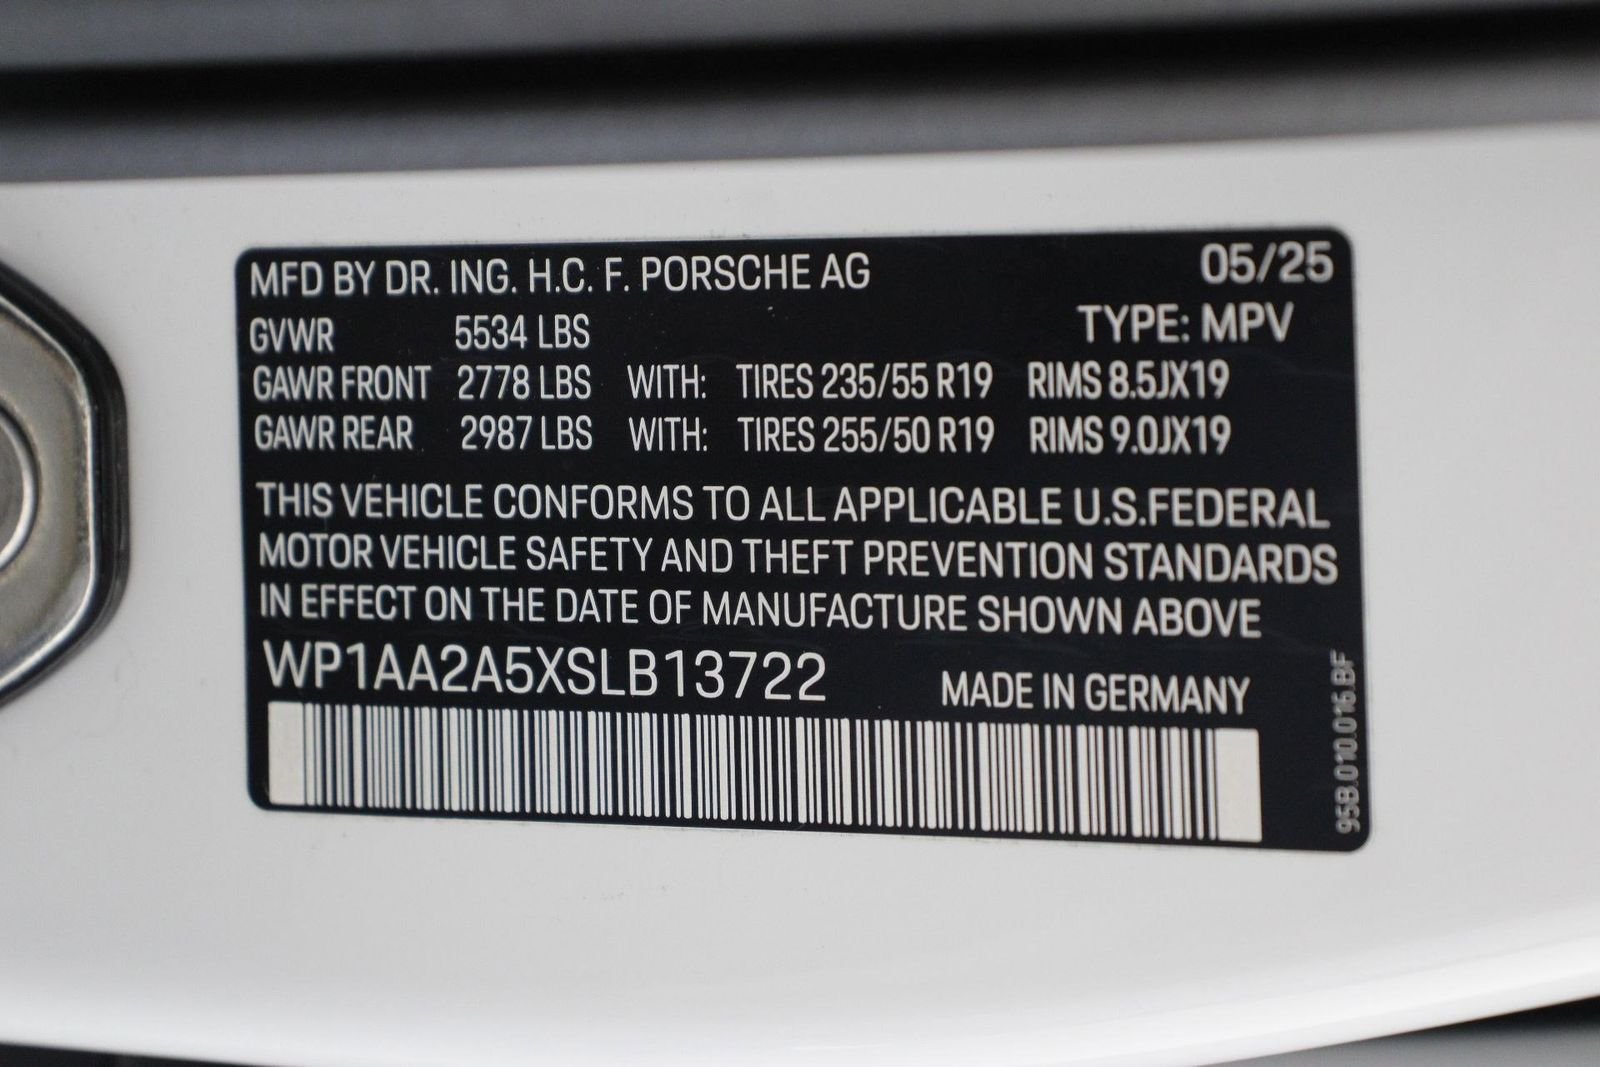 MFD BY DR. ING. H.C. F. PORSCHE AG 05/25
GVWR 5534 LBS TYPE: MPV
GAWR FRONT 2778 LBS WITH: TIRES 235/55 R19 RIMS 8.5JX19
GAWR REAR 2987 LBS WITH: TIRES 255/50 R19 RIMS 9.0JX19
THIS VEHICLE CONFORMS TO ALL APPLICABLE U.S.FEDERAL
MOTOR VEHICLE SAFETY AND THEFT PREVENTION STANDARDS
IN EFFECT ON THE DATE OF MANUFACTURE SHOWN ABOVE
WP1AA2A5XSLB13722 MADE IN GERMANY
95B.010.016.BF